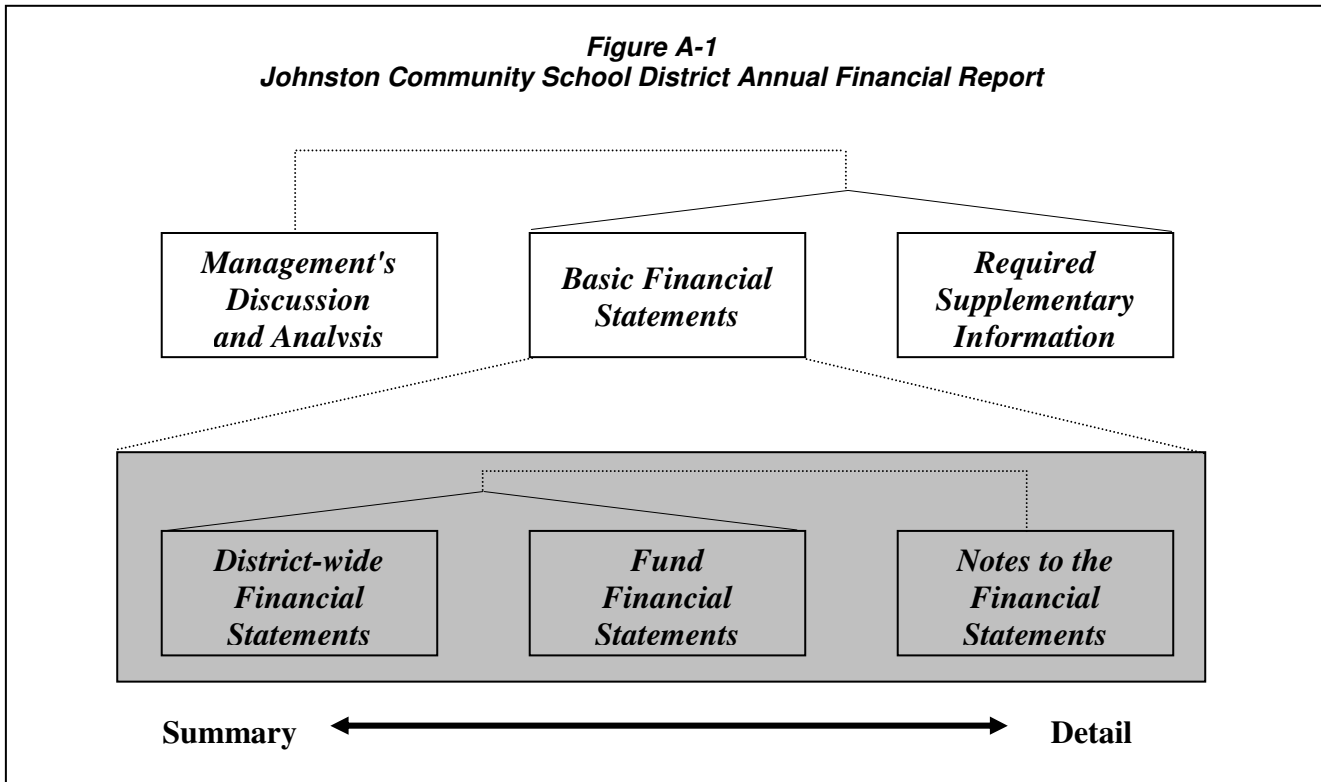 Figure A-1
Johnston Community School District Annual Financial Report
Management's
Discussion
and Analysis
Basic Financial
Statements
Required
Supplementary
Information
District-wide
Financial
Statements
Fund
Financial
Statements
Notes to the
Financial
Statements
Summary
Detail